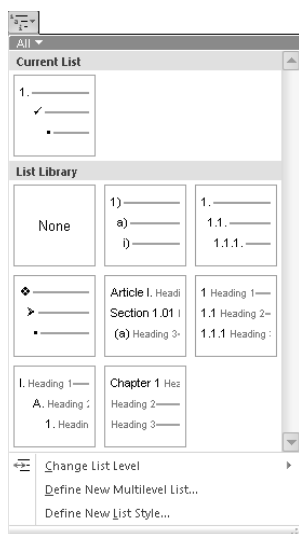 All
Current List
1.
List Library
None
1)
a)
i)
1.
1.1.
1.1.1.
Article I. Headi
Section 1.01
(a) Heading 3
1 Heading 1
1.1 Heading 2
1.1.1 Heading
I. Heading 1
A. Heading
1. Headin
Chapter 1 Hea
Heading 2
Heading 3
Change List Level
Define New Multilevel List...
Define New List Style...